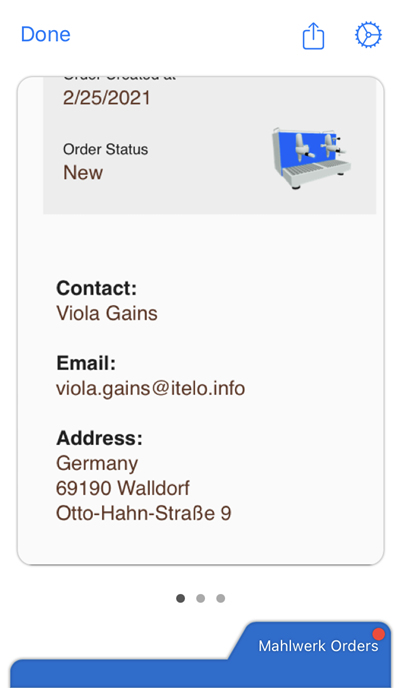 Done
Order Created at
2/25/2021
Order Status
New
Contact:
Viola Gains
Email:
viola.gains@itelo.info
Address:
Germany
69190 Walldorf
Otto-Hahn-Straße 9
Mahlwerk Orders